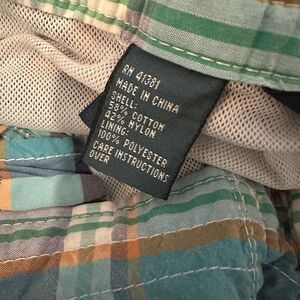 RN 41381
MADE IN CHINA
SHELL:
58% COTTON
42% NYLON
LINING:
100% POLYESTER
CARE INSTRUCTIONS
OVER